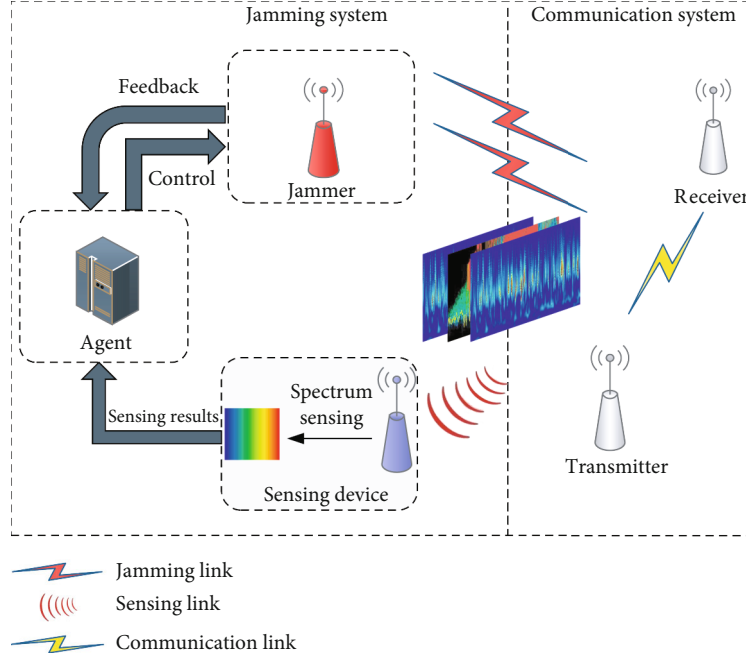 Jamming system
Communication system
Feedback
Control
Jammer
Receiver
Agent
Sensing results
Spectrum
sensing
Sensing device
Transmitter
Jamming link
Sensing link
Communication link